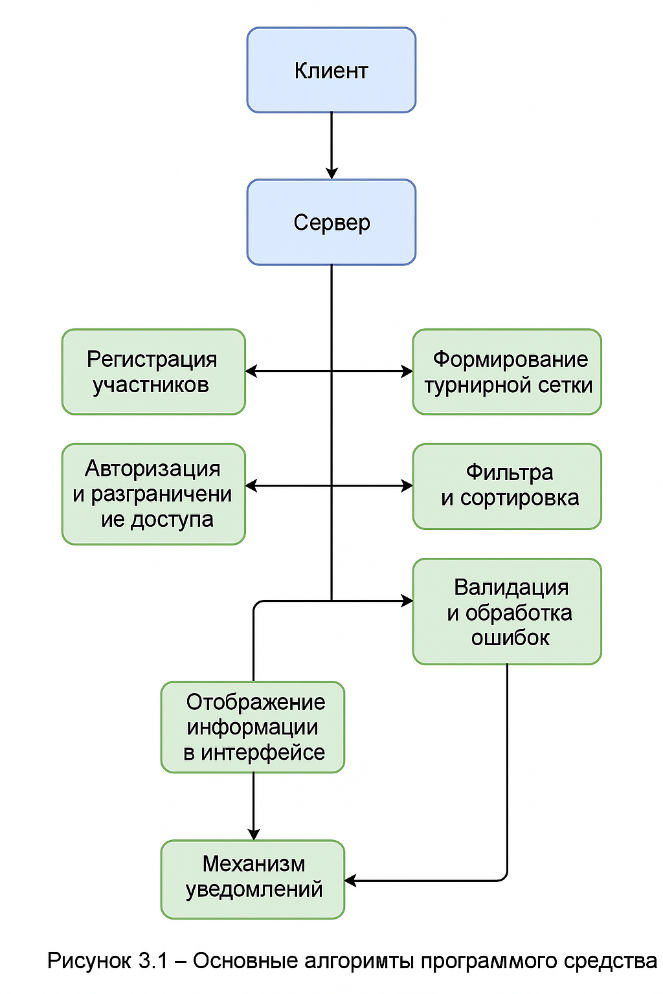 Клиент
Сервер
Регистрация
участников
Формирование
турнирной сетки
Авторизация
и разграничени
ие доступа
Фильтра
и сортировка
Валидация
и обработка
ошибок
Отображение
информации
в интерфейсе
Механизм
уведомлений
Рисунок 3.1 – Основные алгоримты программого средства